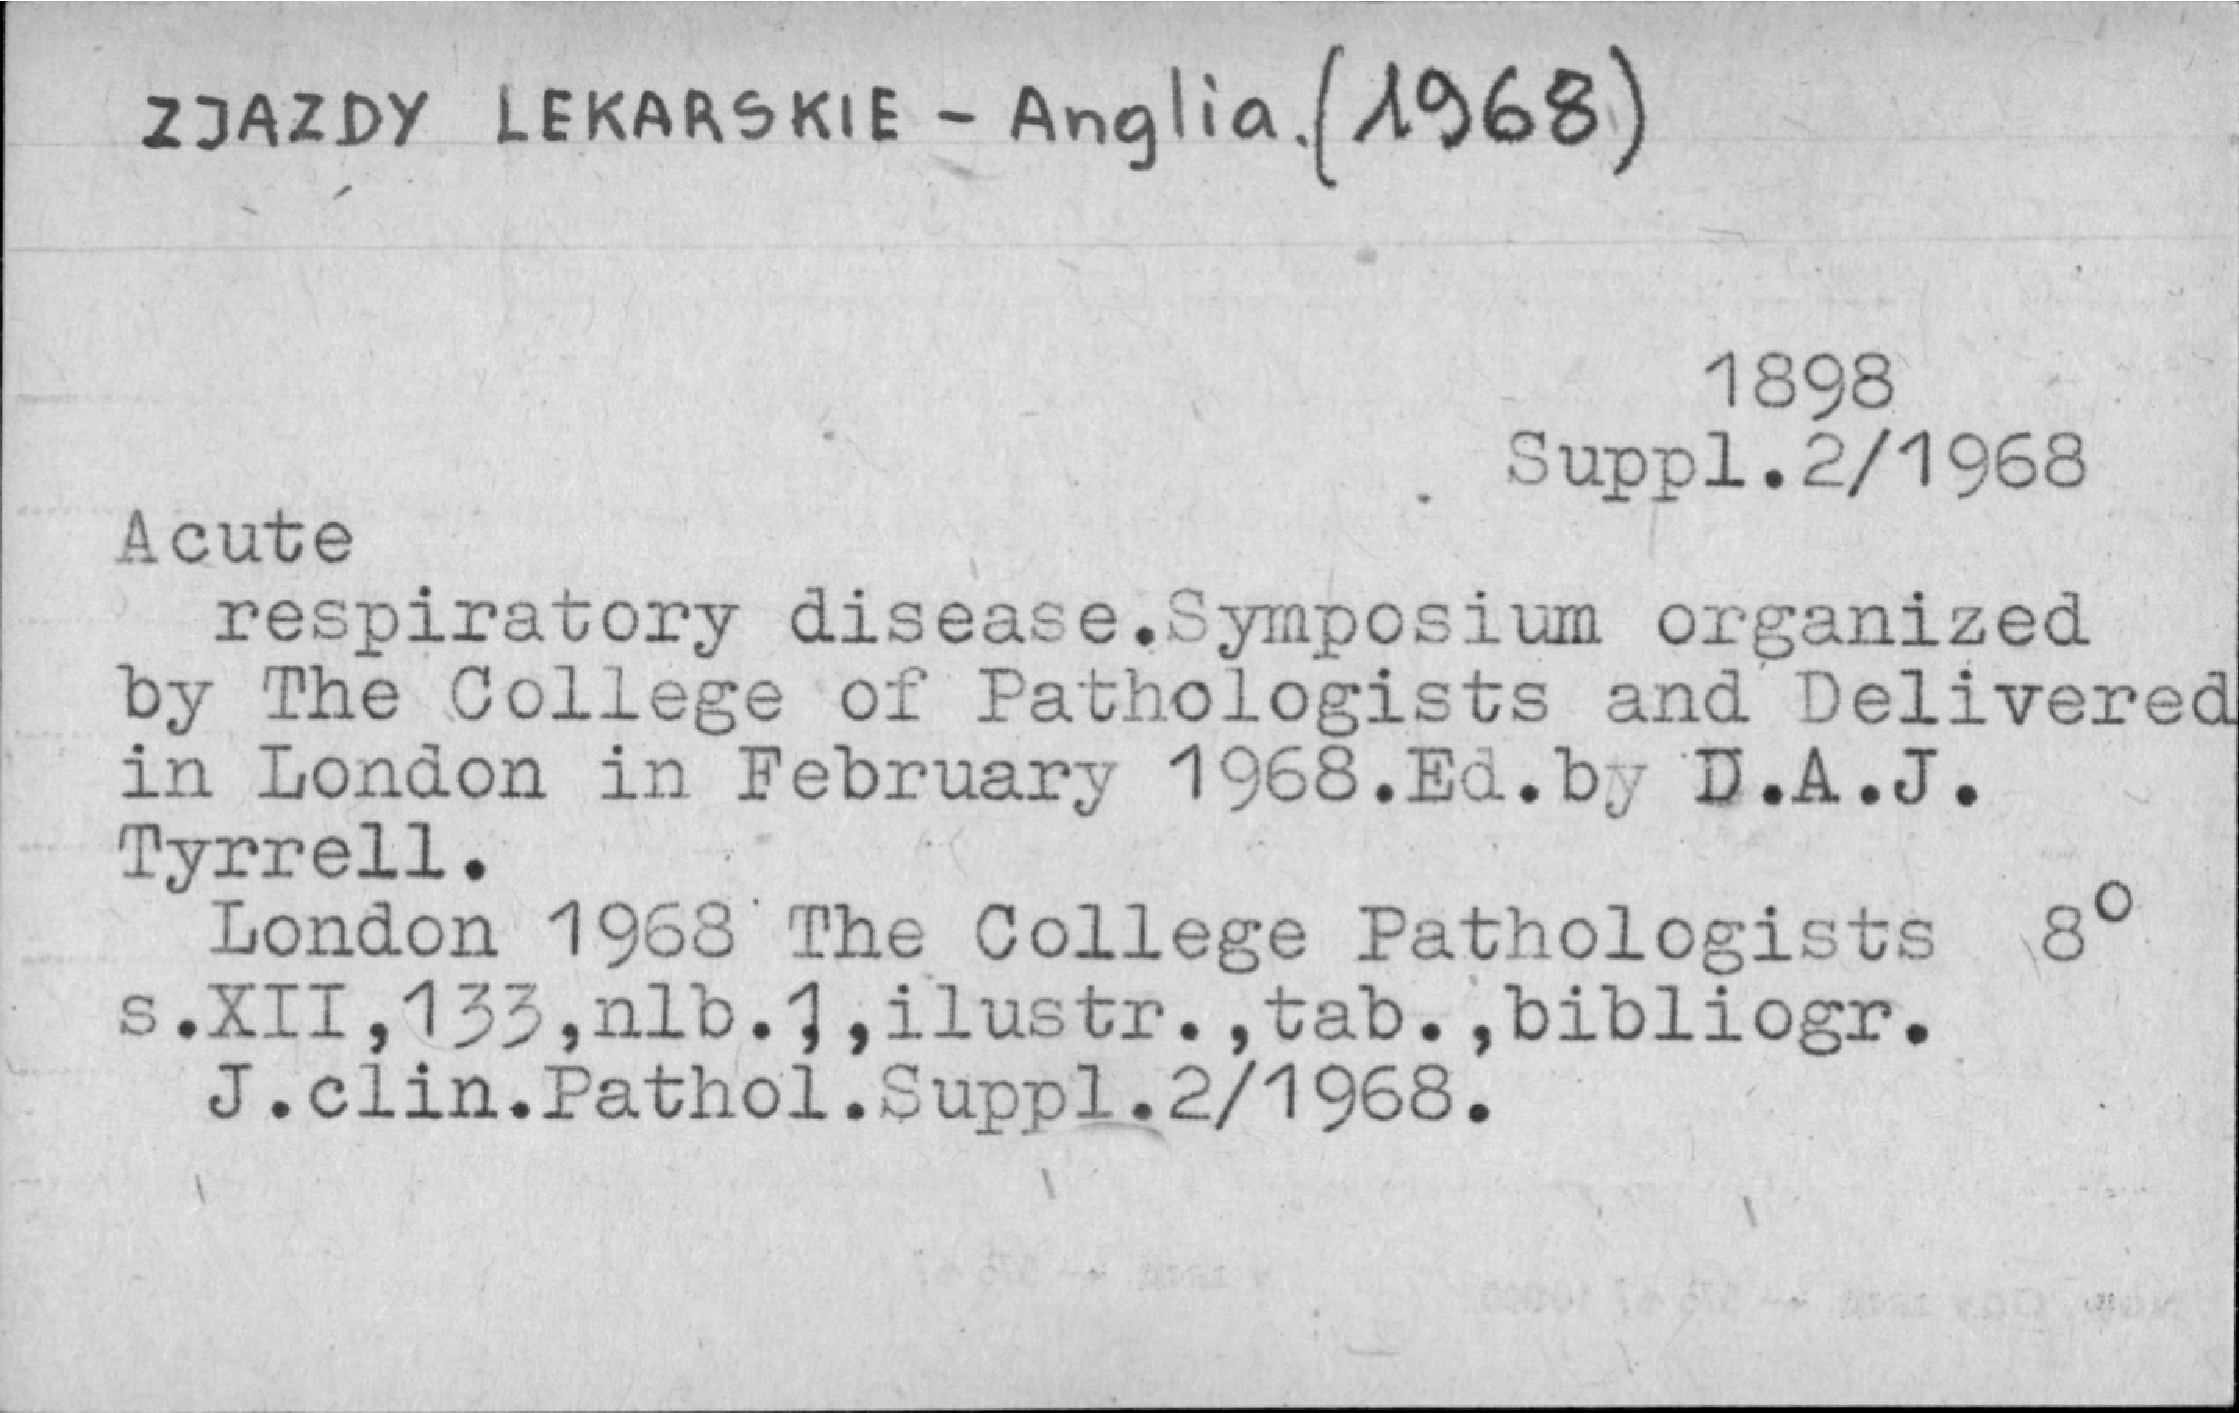 ZJAZDY LEKARSKIE - Anglia.(1968)
1898
Suppl.2/1968
Acute
respiratory disease.Symposium organized
by The College of Pathologists and Delivered
in London in February 1968.Ed.by D.A.J.
Tyrrell.
London 1968 The College Pathologists 8°
s.XII,133,nlb.1,,ilustr.,tab.,bibliogr.
J.clin.Pathol.Suppl.2/1968.